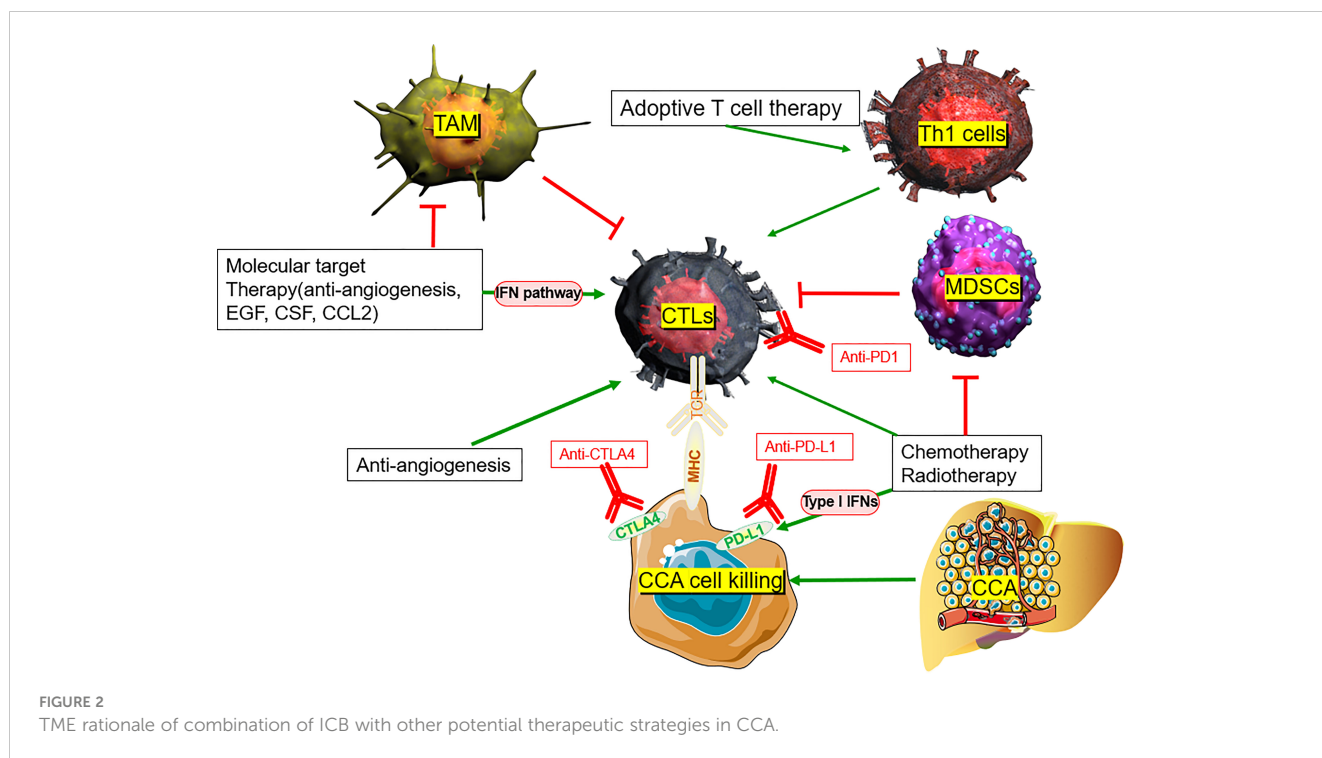 TAM
Adoptive T cell therapy
Th1 cells
Molecular target
Therapy(anti-angiogenesis,
EGF, CSF, CCL2)
IFN pathway
CTLs
MDSCs
Anti-PD1
TCR
Anti-angiogenesis
Anti-CTLA4
MHC
Anti-PD-L1
Chemotherapy
Radiotherapy
Type I IFNs
CTLA4
PD-L1
CCA cell killing
CCA
FIGURE 2
TME rationale of combination of ICB with other potential therapeutic strategies in CCA.